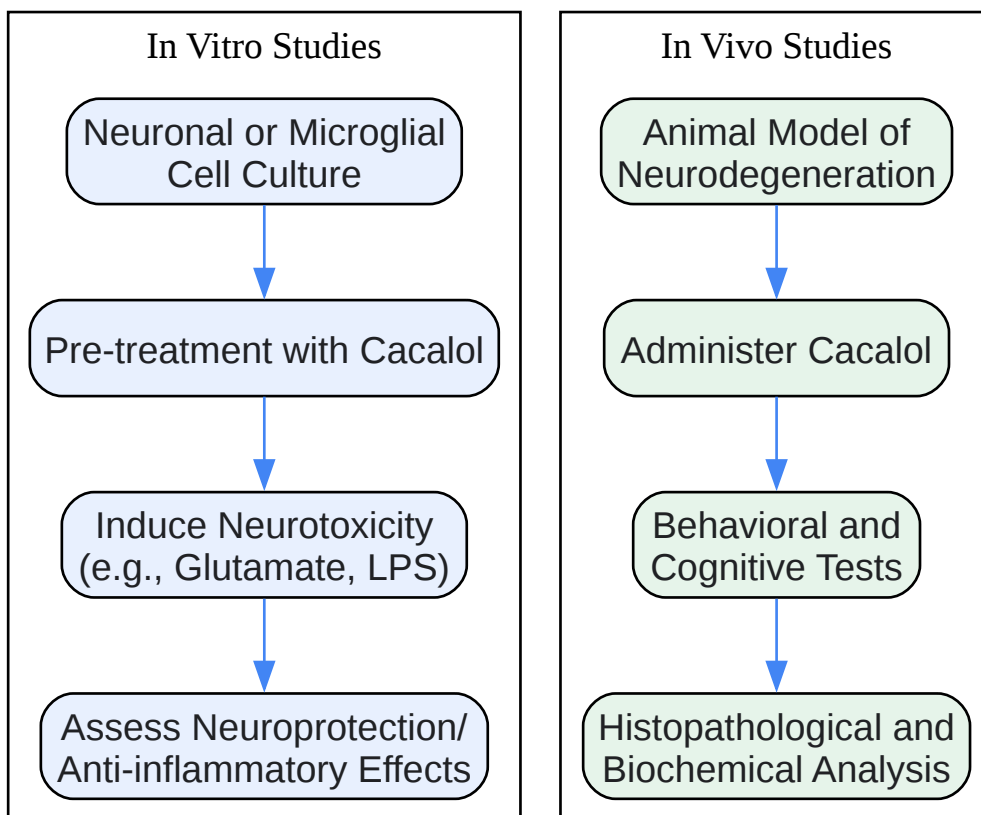 In Vitro Studies
Neuronal or Microglial
Cell Culture
Pre-treatment with Cacalol
Induce Neurotoxicity
(e.g., Glutamate, LPS)
Assess Neuroprotection/
Anti-inflammatory Effects
In Vivo Studies
Animal Model of
Neurodegeneration
Administer Cacalol
Behavioral and
Cognitive Tests
Histopathological and
Biochemical Analysis